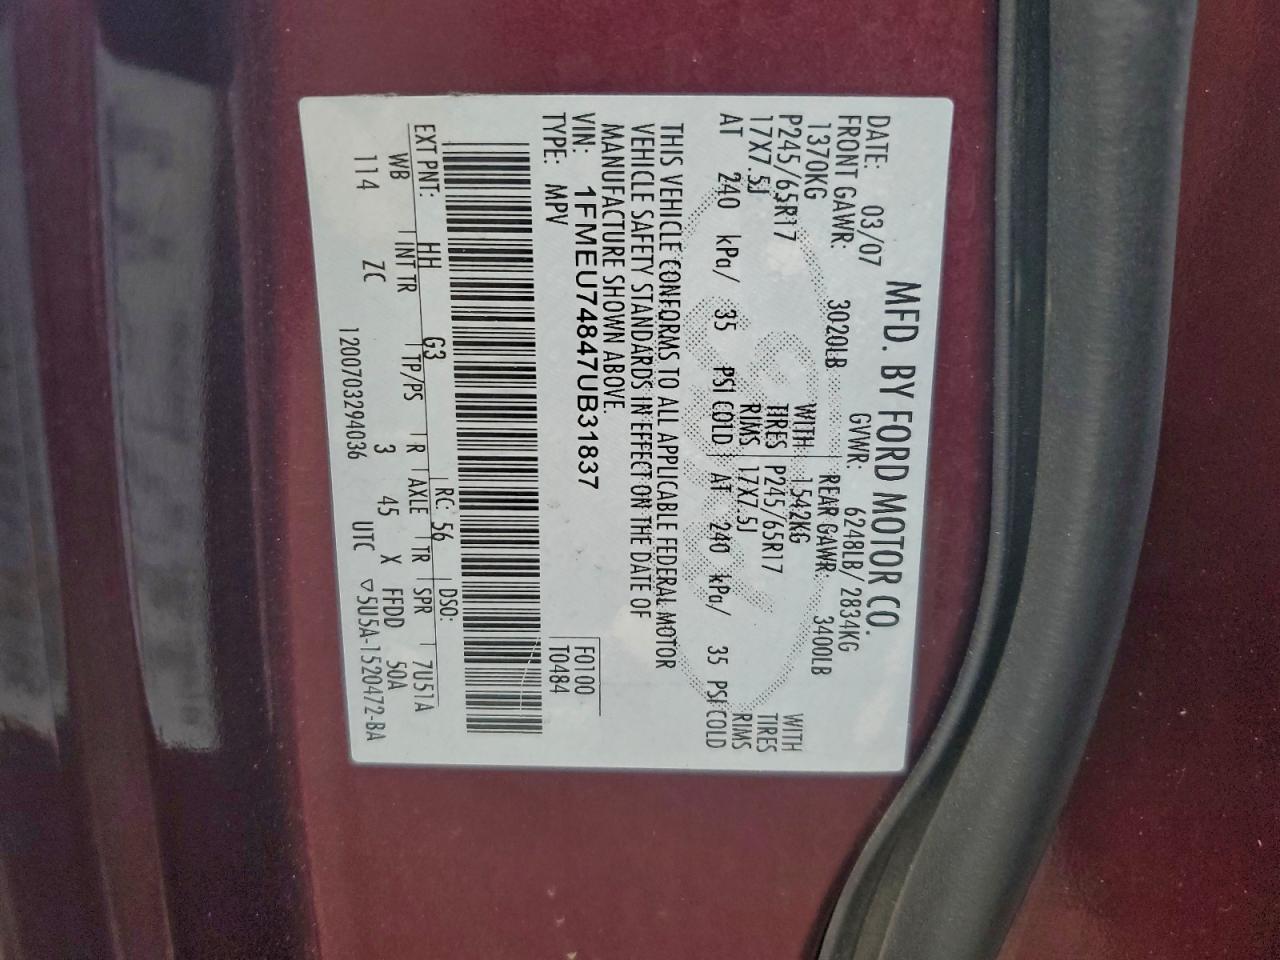 MFD. BY FORD MOTOR CO.
DATE: 03/07 GVWR: 6248LB/ 2834KG
FRONT GAWR: 3020LB REAR GAWR: 3400LB
1370KG WITH 1542KG WITH
P245/65R17 TIRES P245/65R17 TIRES
17X7.5J RIMS 17X7.5J RIMS
AT 240 kPa/ 35 PSI COLD AT 240 kPa/ 35 PSI COLD
THIS VEHICLE CONFORMS TO ALL APPLICABLE FEDERAL MOTOR
VEHICLE SAFETY STANDARDS IN EFFECT ON THE DATE OF
MANUFACTURE SHOWN ABOVE.
VIN: 1FMEU74847UB31837 F0100
TYPE: MPV T0484
EXT PNT: HH G3 RC: 56 DSO:
WB INT TR TP/PS R AXLE TR SPR 7U51A
114 ZC 3 45 X FFDD 50A
120070329403​6 UTC ▽5U5A-1520472-BA